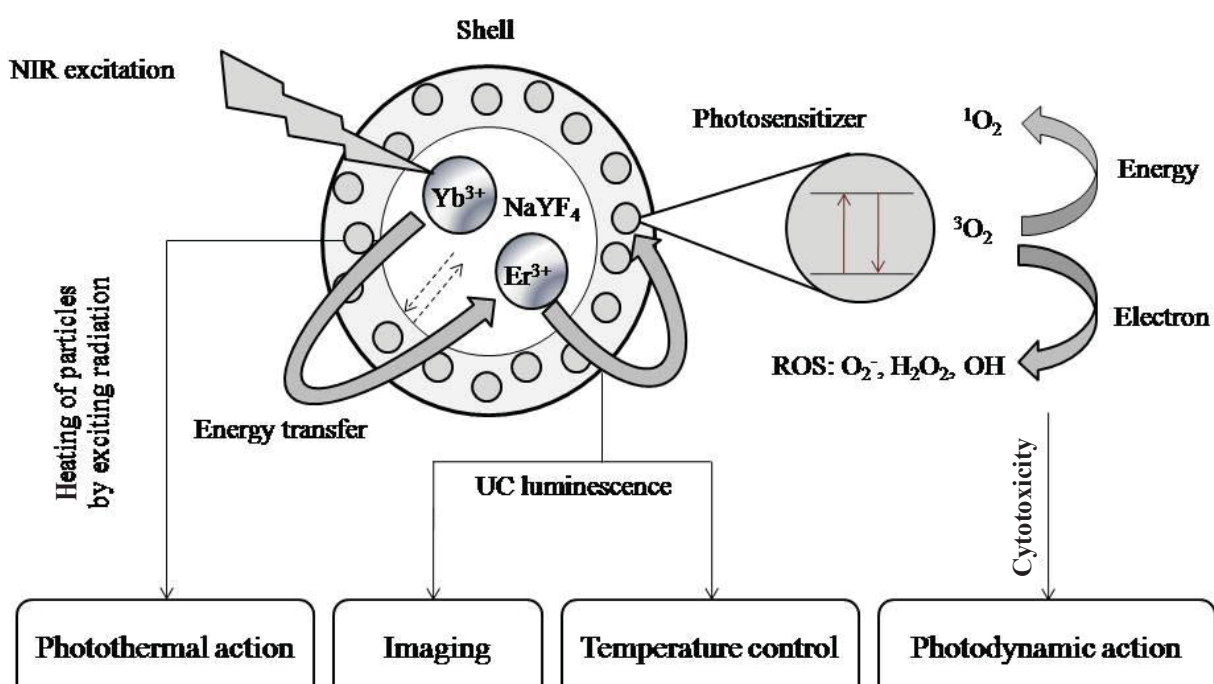 Shell
NIR excitation
Photosensitizer
¹O₂
Energy
Yb³⁺
NaYF₄
³O₂
Er³⁺
Electron
ROS: O₂⁻, H₂O₂, OH
Heating of particles
by exciting radiation
Energy transfer
UC luminescence
Cytotoxicity
Photothermal action
Imaging
Temperature control
Photodynamic action